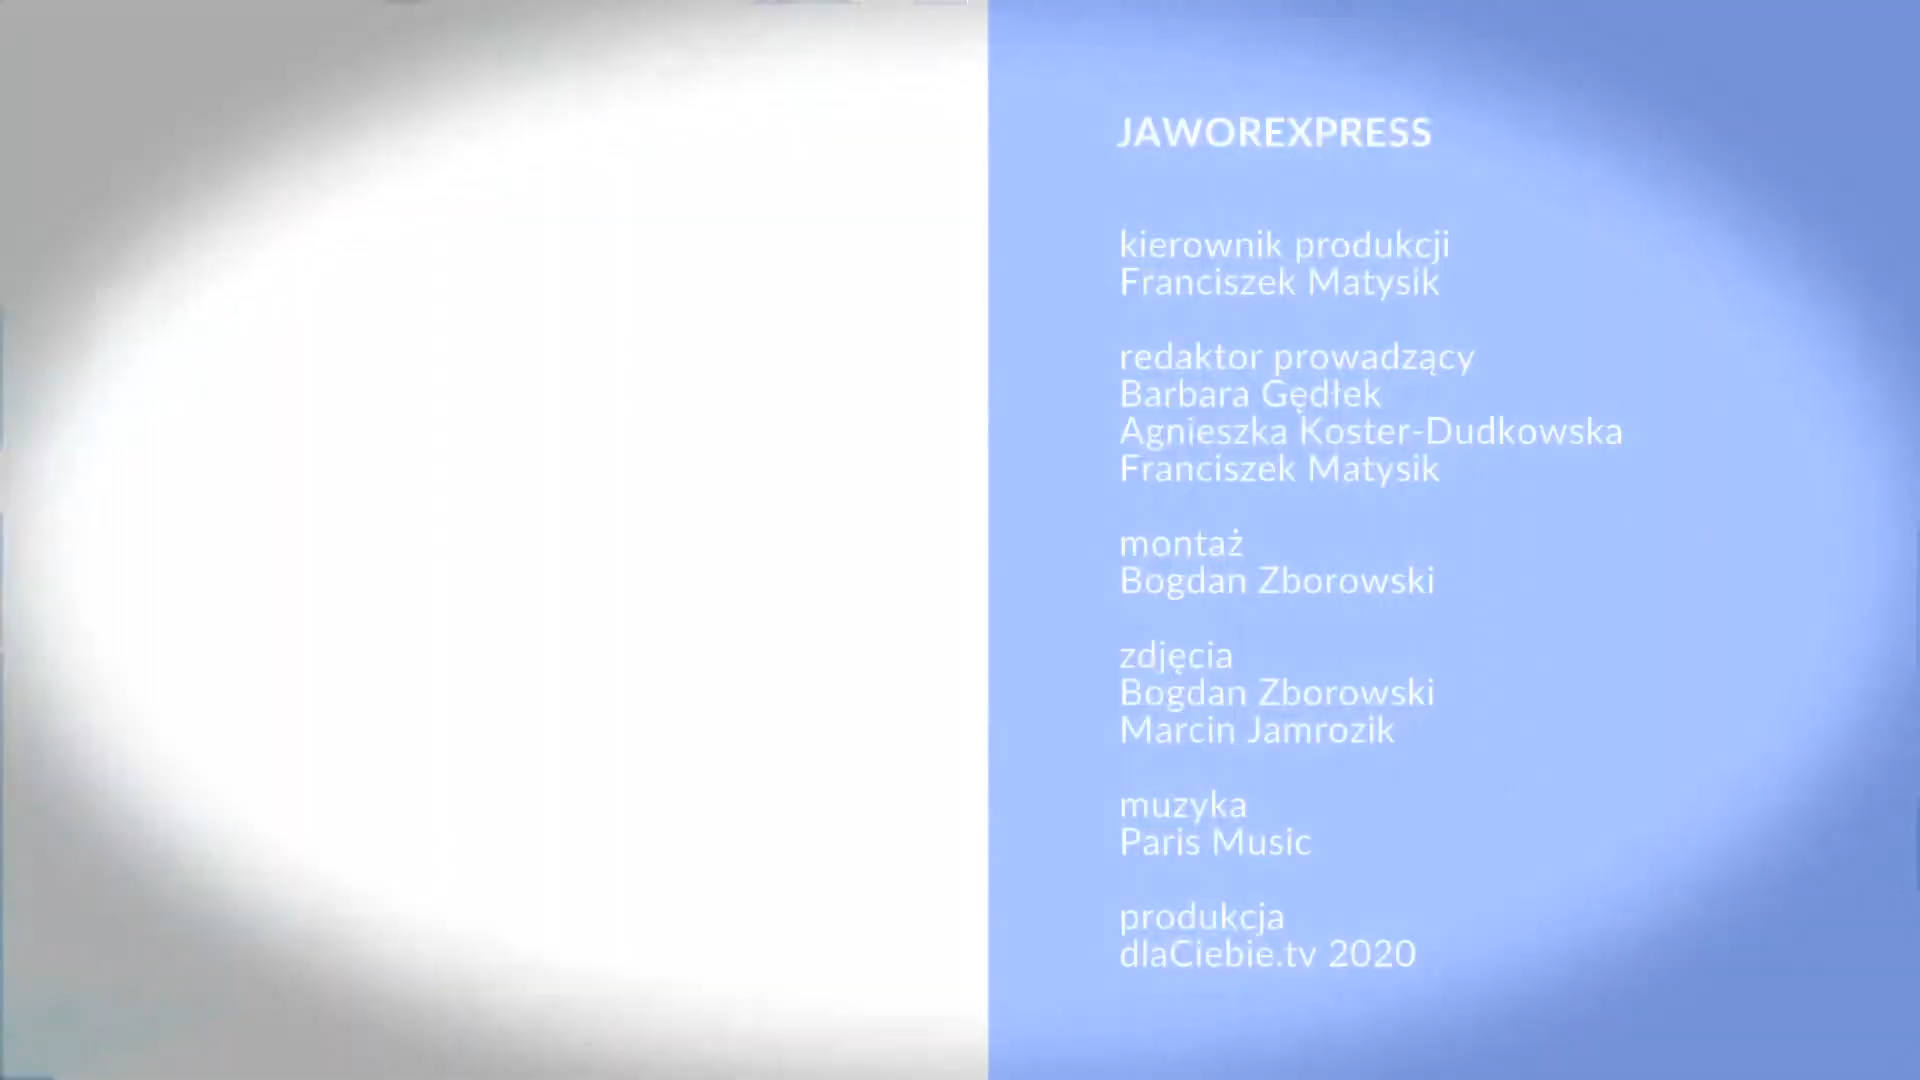 JAWOREXPRESS
kierownik produkcji
Franciszek Matysik
redaktor prowadzący
Barbara Gędłek
Agnieszka Koster-Dudkowska
Franciszek Matysik
montaż
Bogdan Zborowski
zdjęcia
Bogdan Zborowski
Marcin Jamrozik
muzyka
Paris Music
produkcja
dlaCiebie.tv 2020